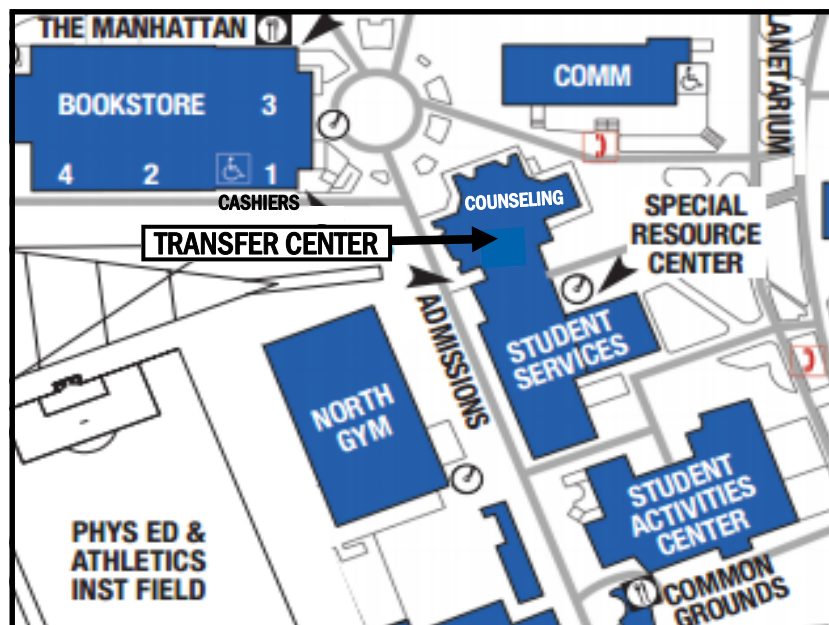 THE MANHATTAN
BOOKSTORE
3
4
2
1
CASHIERS
COMM
LANETARIUM
COUNSELING
TRANSFER CENTER
SPECIAL
RESOURCE
CENTER
ADMISSIONS
STUDENT
SERVICES
NORTH
GYM
STUDENT
ACTIVITIES
CENTER
PHYS ED &
ATHLETICS
INST FIELD
COMMON
GROUNDS